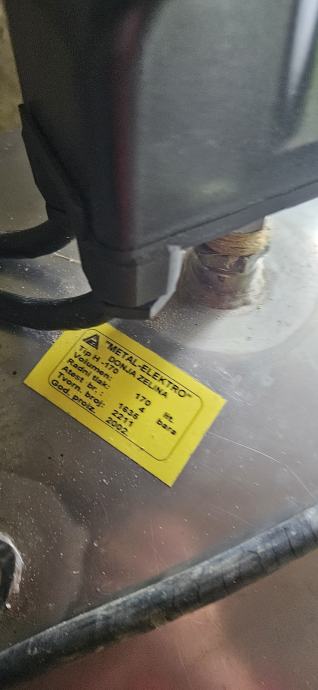 "METAL-ELEKTRO"
DONJA ZELINA
Tip H-170
Volumen: 170 lit.
Radni tlak: 4 bara
Atest br.: 1635
Tvorn. broj: 2211
God. proiz. 2002.